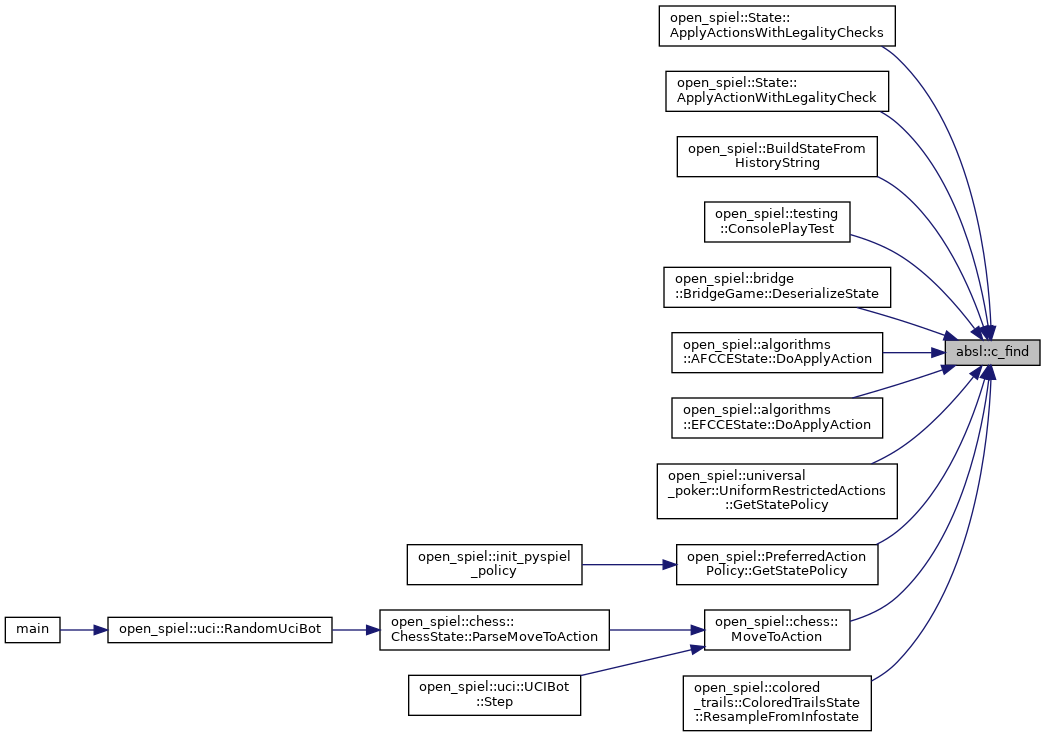 open_spiel::State::
ApplyActionsWithLegalityChecks
open_spiel::State::
ApplyActionWithLegalityCheck
open_spiel::BuildStateFrom
HistoryString
open_spiel::testing
::ConsolePlayTest
open_spiel::bridge
::BridgeGame::DeserializeState
absl::c_find
open_spiel::algorithms
::AFCCEState::DoApplyAction
open_spiel::algorithms
::EFCCEState::DoApplyAction
open_spiel::universal
_poker::UniformRestrictedActions
::GetStatePolicy
open_spiel::init_pyspiel
_policy
open_spiel::PreferredAction
Policy::GetStatePolicy
main
open_spiel::uci::RandomUciBot
open_spiel::chess::
ChessState::ParseMoveToAction
open_spiel::chess::
MoveToAction
open_spiel::uci::UCIBot
::Step
open_spiel::colored
_trails::ColoredTrailsState
::ResampleFromInfostate